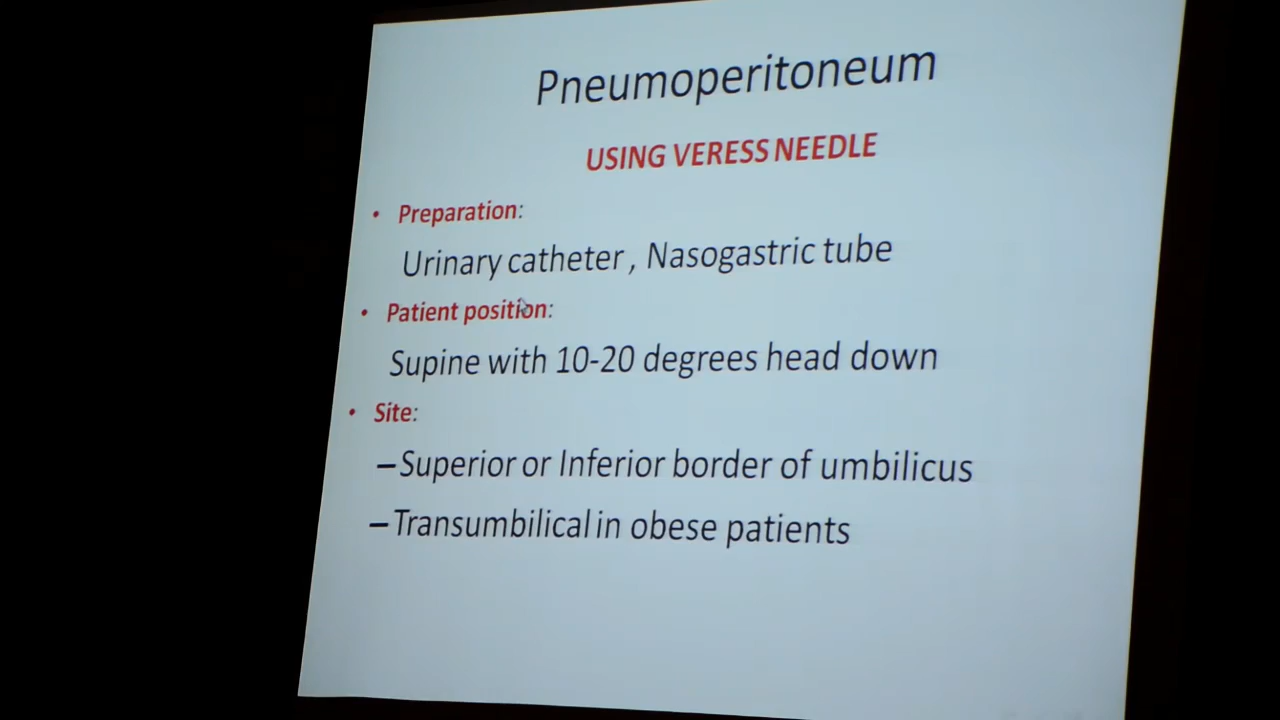 Pneumoperitoneum
USING VERESS NEEDLE
• Preparation:
Urinary catheter , Nasogastric tube
• Patient position:
Supine with 10-20 degrees head down
• Site:
– Superior or Inferior border of umbilicus
– Transumbilical in obese patients